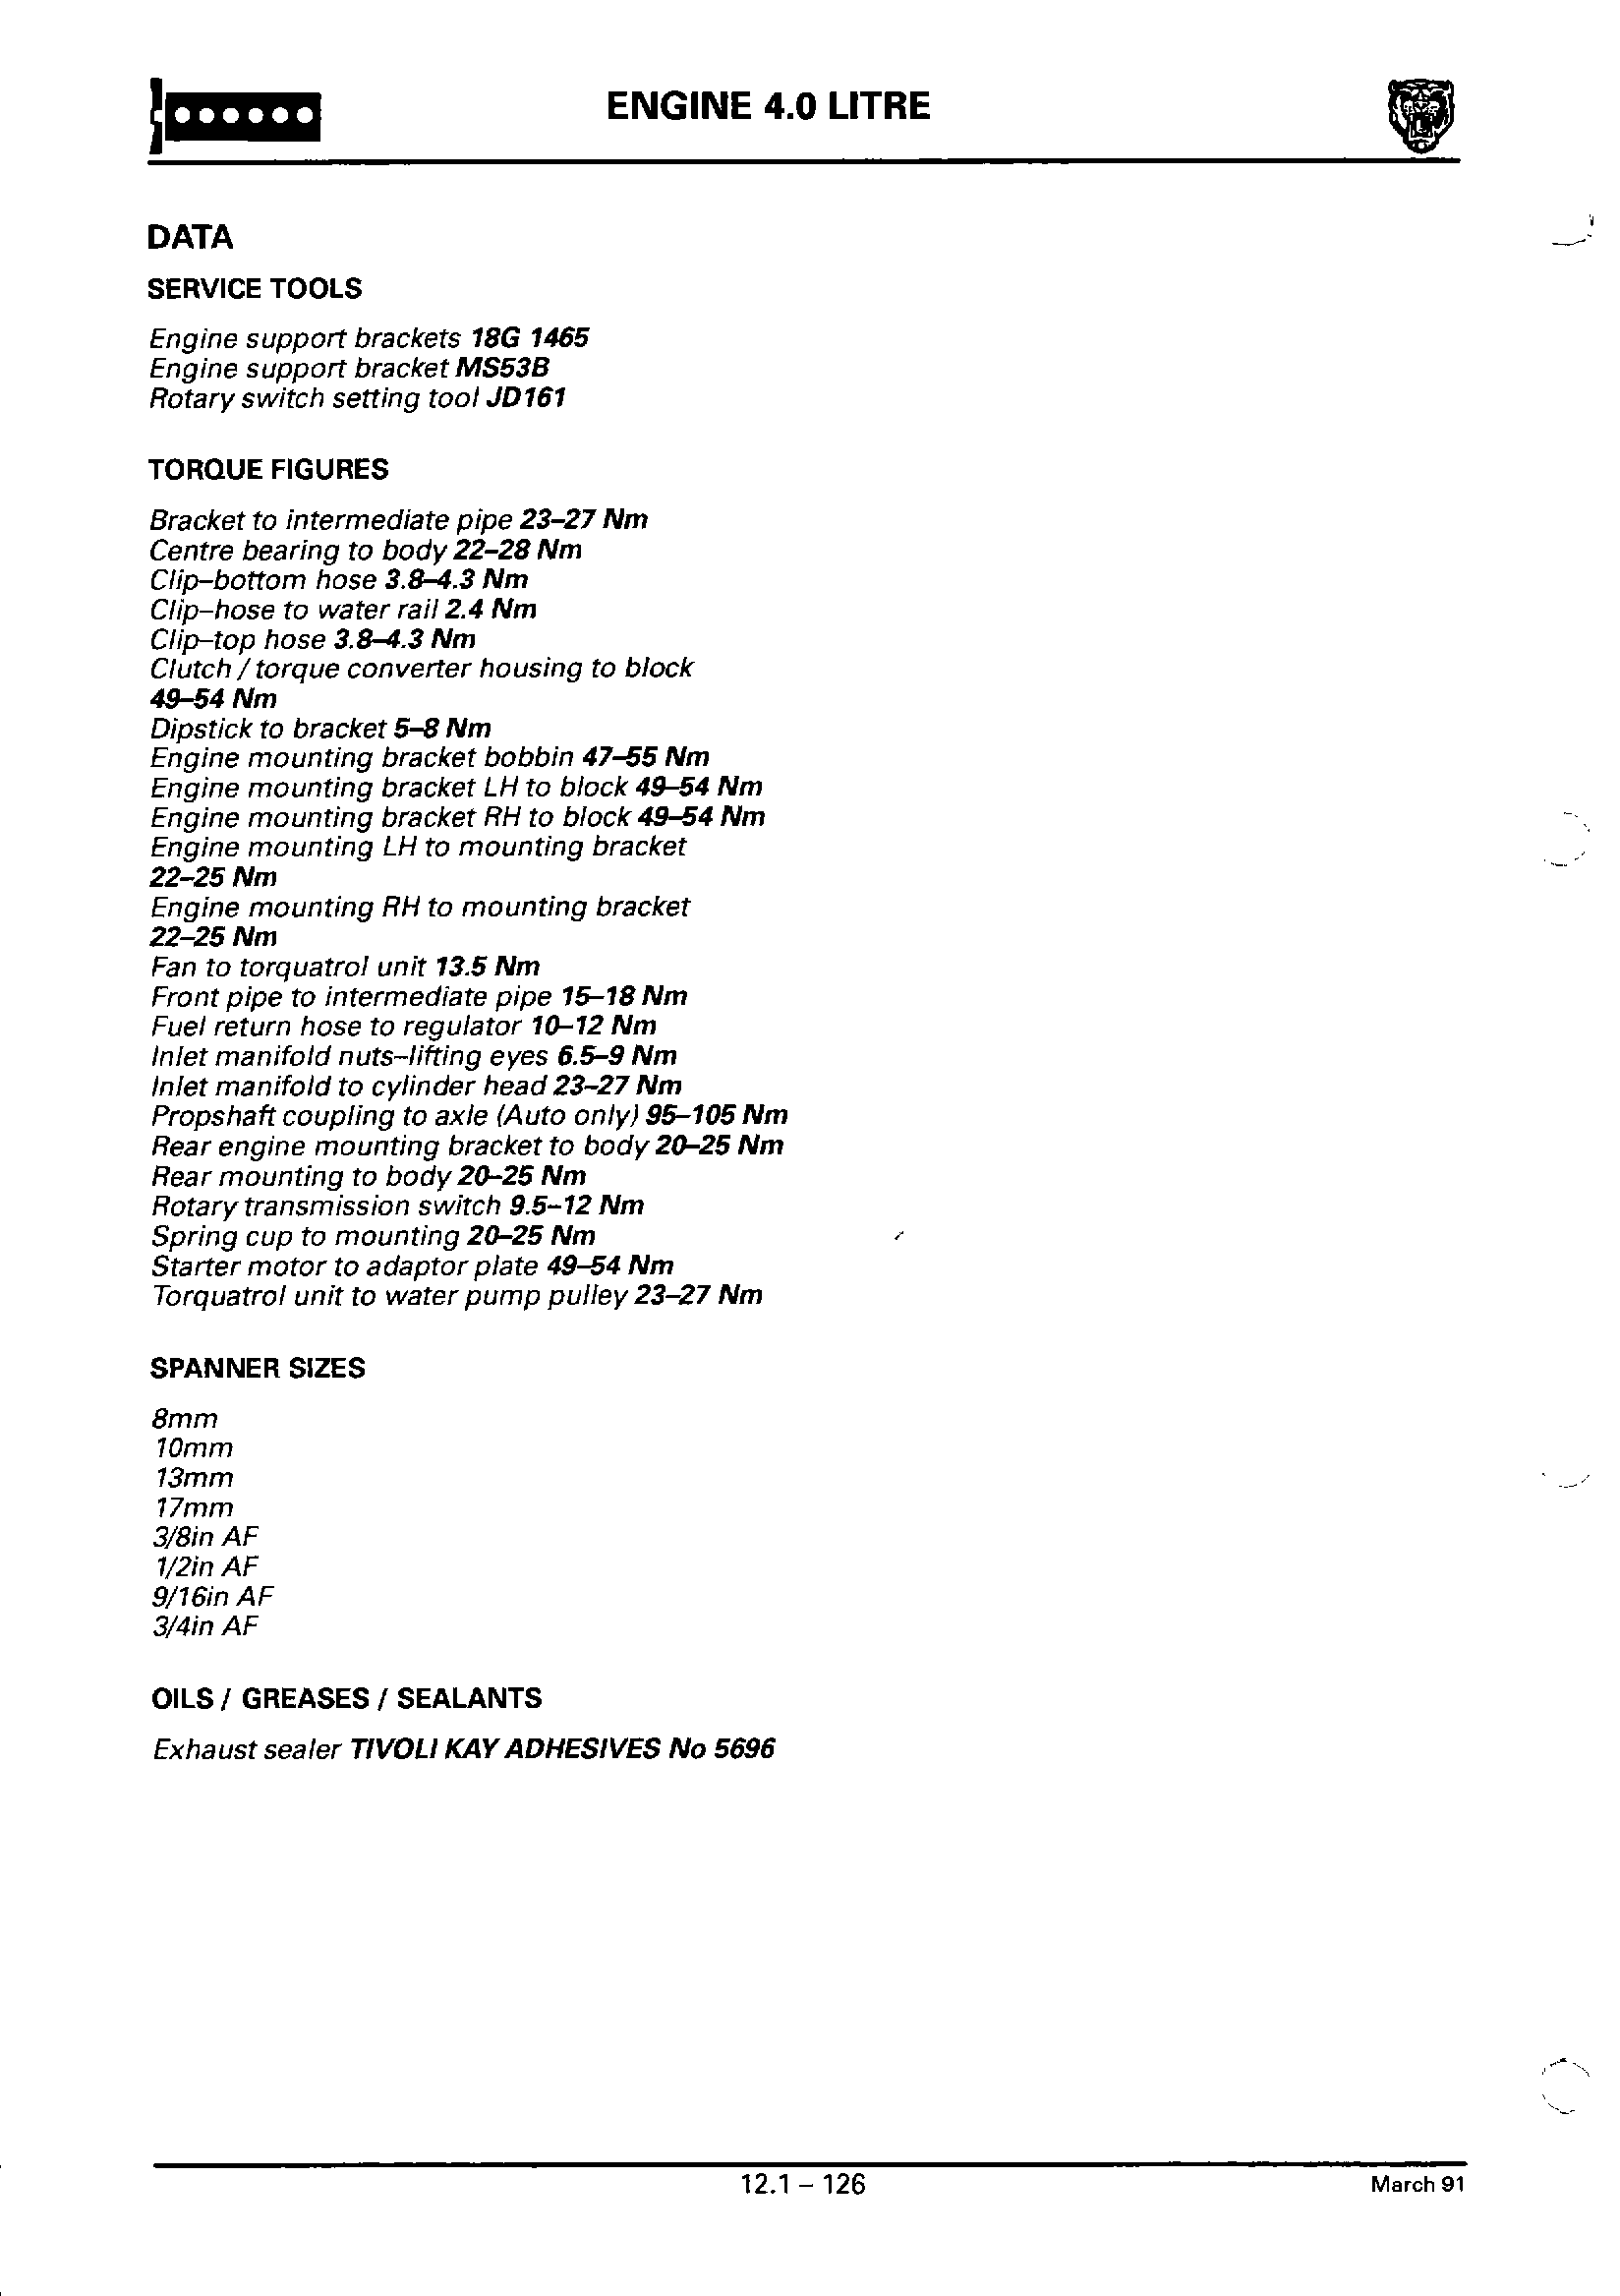 ENGINE 4.0 LITRE
DATA
SERVICE TOOLS
Engine support brackets 18G 1465
Engine support bracket MS53B
Rotary switch setting tool JD161
TORQUE FIGURES
Bracket to intermediate pipe 23–27 Nm
Centre bearing to body 22–28 Nm
Clip–bottom hose 3.8–4.3 Nm
Clip–hose to water rail 2.4 Nm
Clip–top hose 3.8–4.3 Nm
Clutch / torque converter housing to block
49–54 Nm
Dipstick to bracket 5–8 Nm
Engine mounting bracket bobbin 47–55 Nm
Engine mounting bracket LH to block 49–54 Nm
Engine mounting bracket RH to block 49–54 Nm
Engine mounting LH to mounting bracket
22–25 Nm
Engine mounting RH to mounting bracket
22–25 Nm
Fan to torquatrol unit 13.5 Nm
Front pipe to intermediate pipe 15–18 Nm
Fuel return hose to regulator 10–12 Nm
Inlet manifold nuts–lifting eyes 6.5–9 Nm
Inlet manifold to cylinder head 23–27 Nm
Propshaft coupling to axle (Auto only) 95–105 Nm
Rear engine mounting bracket to body 20–25 Nm
Rear mounting to body 20–25 Nm
Rotary transmission switch 9.5–12 Nm
Spring cup to mounting 20–25 Nm
Starter motor to adaptor plate 49–54 Nm
Torquatrol unit to water pump pulley 23–27 Nm
SPANNER SIZES
8mm
10mm
13mm
17mm
3/8in AF
1/2in AF
9/16in AF
3/4in AF
OILS / GREASES / SEALANTS
Exhaust sealer TIVOLI KAY ADHESIVES No 5696
12.1 – 126
March 91